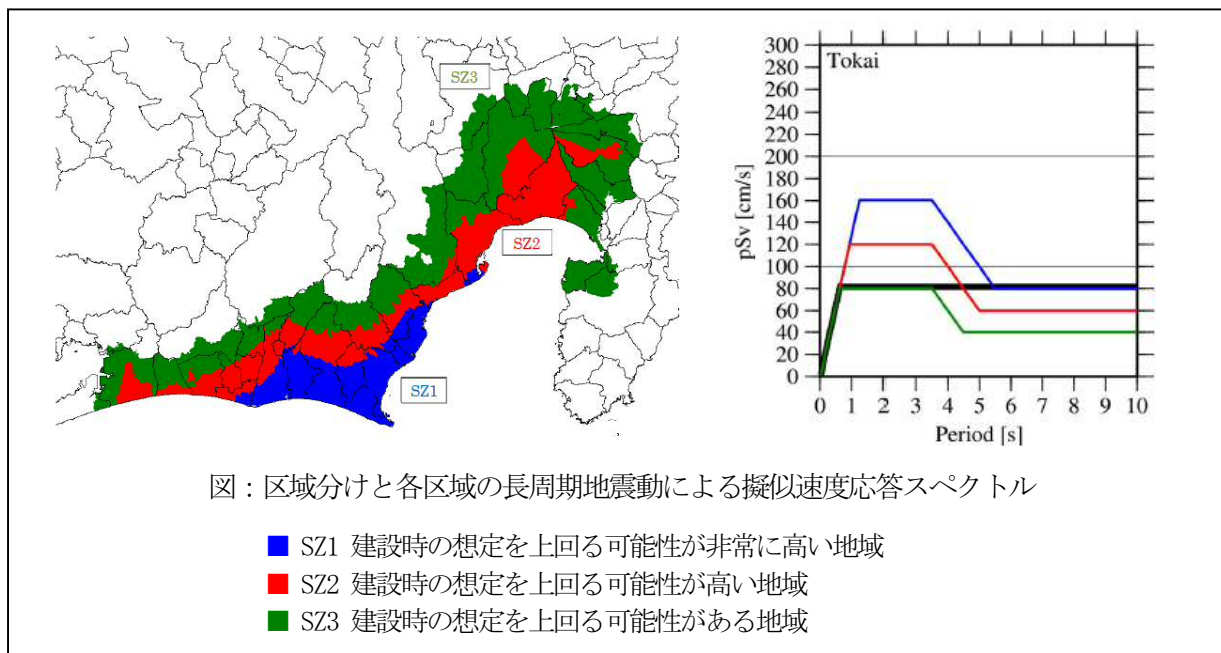 SZ3
SZ2
SZ1
Tokai
300
280
260
240
220
200
180
160
140
120
100
80
60
40
20
0
pSv [cm/s]
0 1 2 3 4 5 6 7 8 9 10
Period [s]
図：区域分けと各区域の長周期地震動による擬似速度応答スペクトル
■ SZ1 建設時の想定を上回る可能性が非常に高い地域
■ SZ2 建設時の想定を上回る可能性が高い地域
■ SZ3 建設時の想定を上回る可能性がある地域